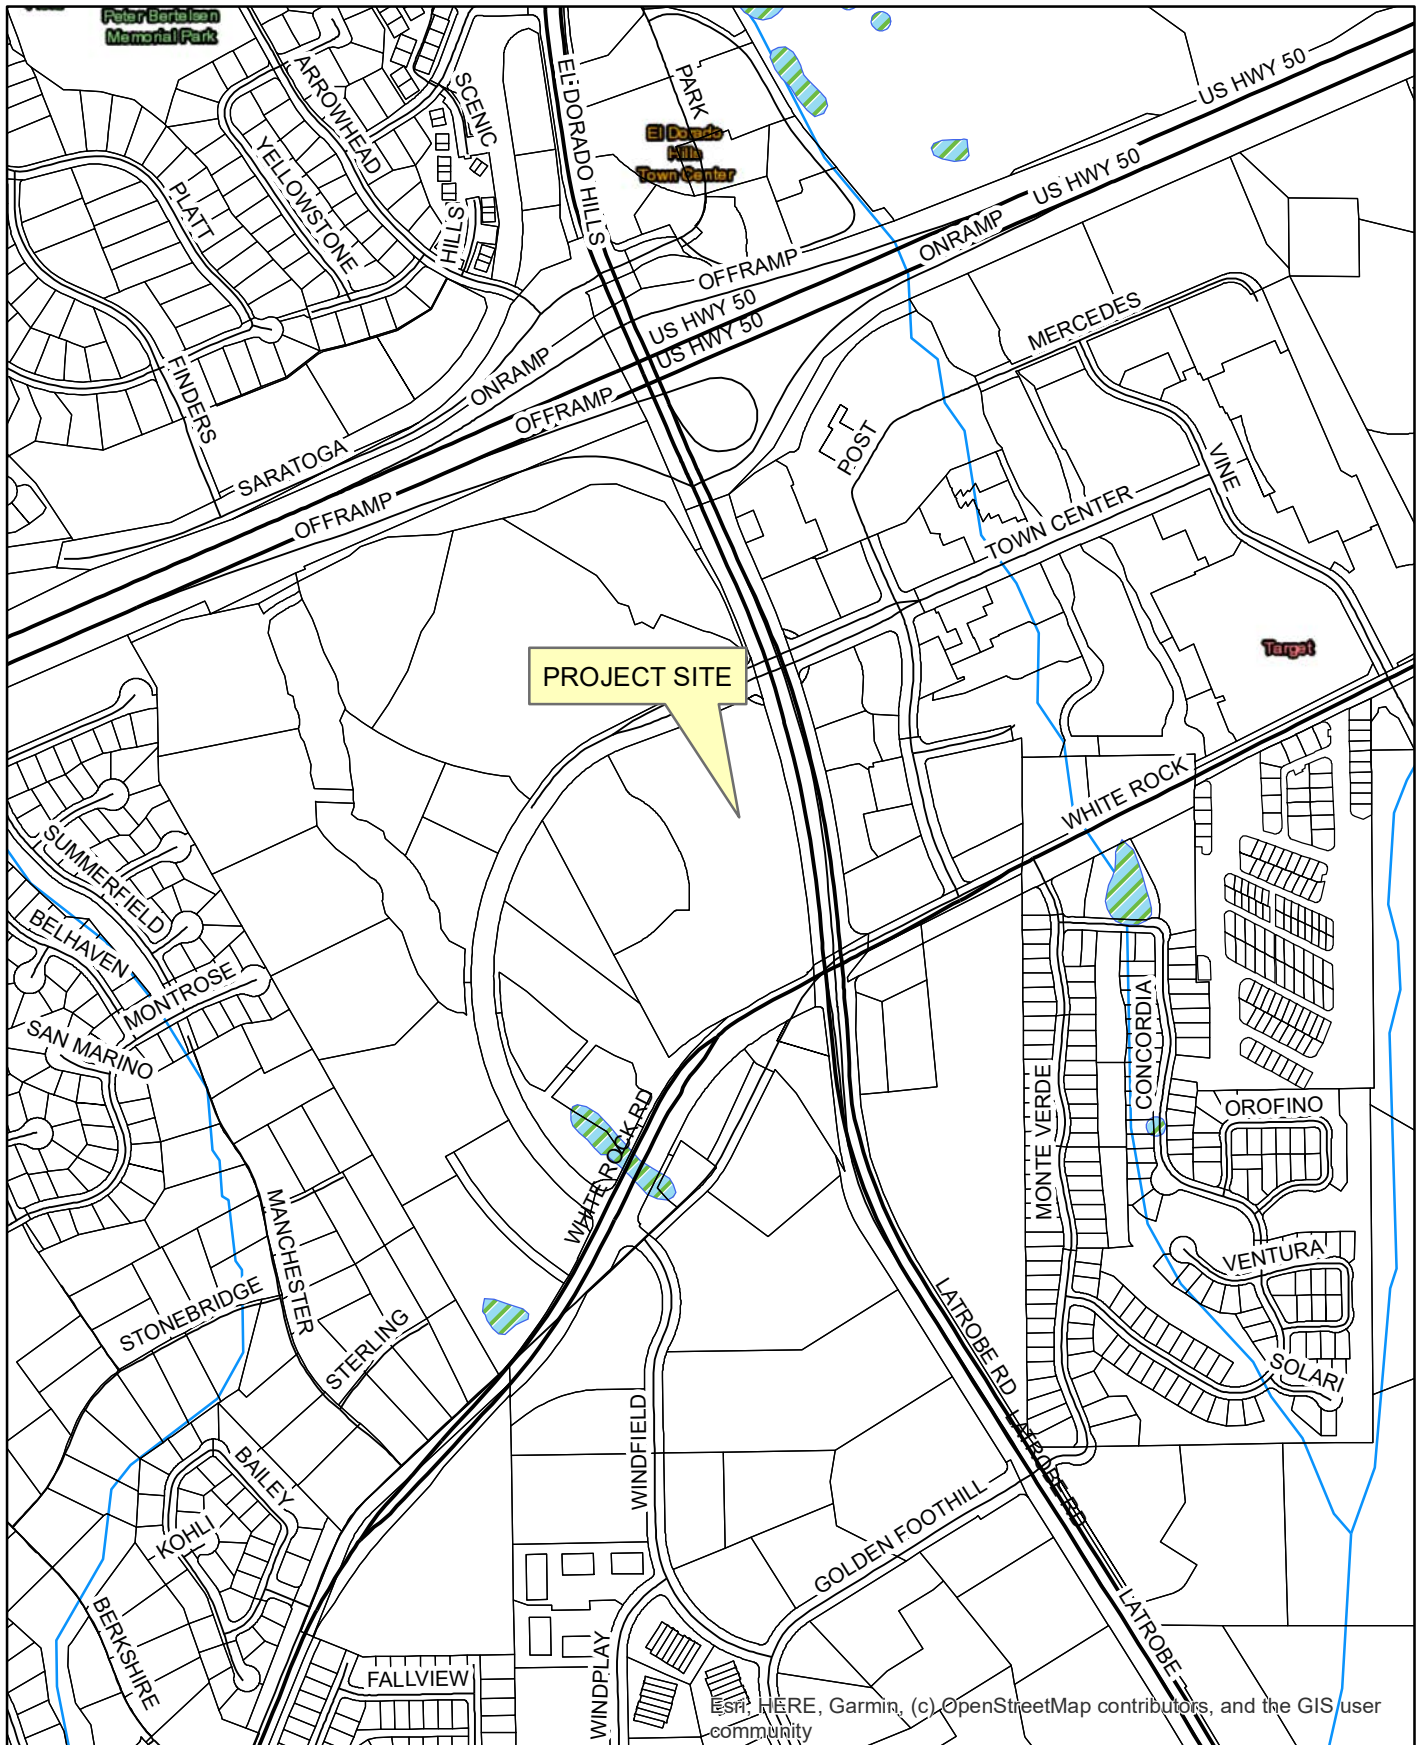 Peter Bertelsen
Memorial Park
ARROWHEAD
SCENIC
EL DORADO HILLS
PARK
US HWY 50
El Dorado
Hills
Town Center
YELLOWSTONE
PLATT
HILLS
US HWY 50
ONRAMP
OFFRAMP
US HWY 50
US HWY 50
MERCEDES
FINDERS
ONRAMP
OFFRAMP
SARATOGA
OFFRAMP
POST
VINE
TOWN CENTER
Target
PROJECT SITE
WHITE ROCK
SUMMERFIELD
BELHAVEN
MONTROSE
SAN MARINO
CONCORDIA
MONTE VERDE
OROFINO
WHITE ROCK RD
MANCHESTER
VENTURA
STONEBRIDGE
STERLING
LATROBE RD
SOLARI
LATROBE RD
WINDFIELD
BAILEY
KOHLI
GOLDEN FOOTHILL
BERKSHIRE
LATROBE
FALLVIEW
WINDPLAY
Esri, HERE, Garmin, (c) OpenStreetMap contributors, and the GIS user
community